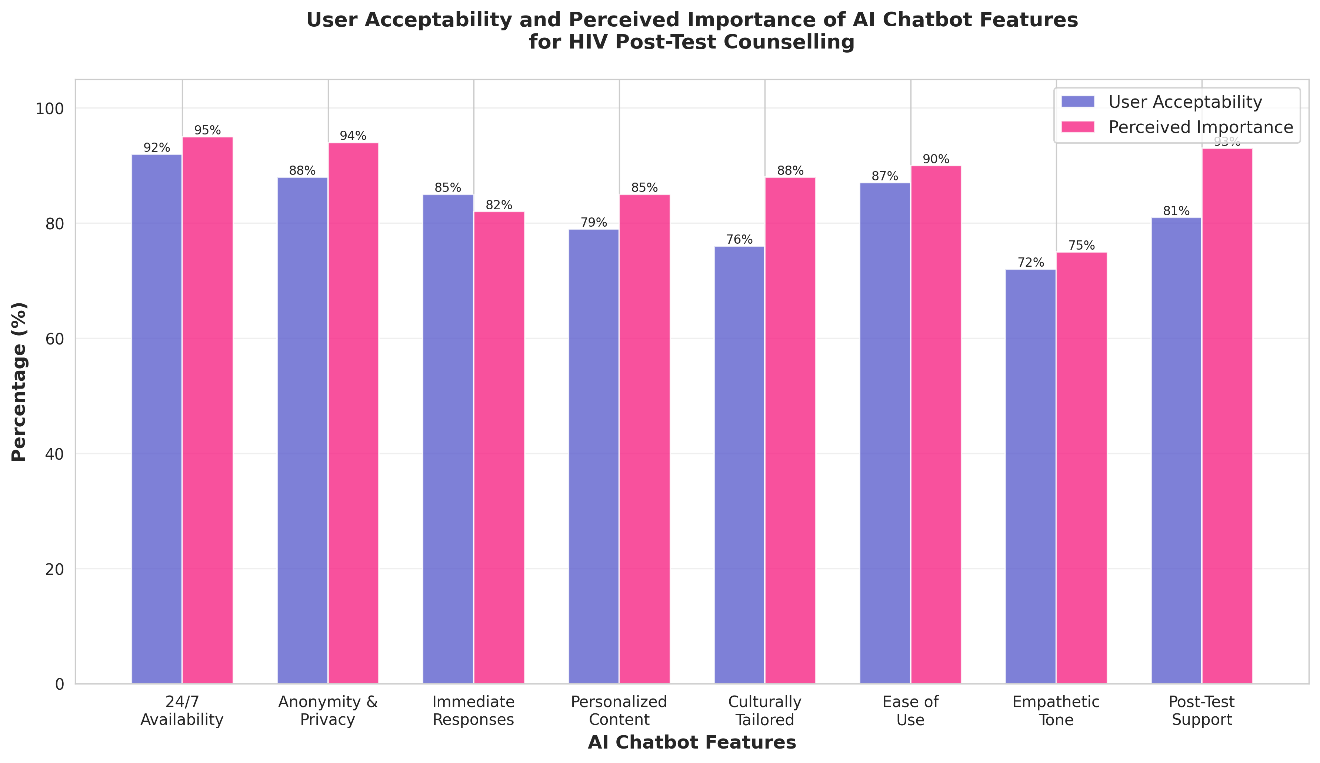 User Acceptability and Perceived Importance of AI Chatbot Features
for HIV Post-Test Counselling
User Acceptability
Perceived Importance
Percentage (%)
100
80
60
40
20
0
92%
95%
88%
94%
85%
82%
79%
85%
76%
88%
87%
90%
72%
75%
81%
93%
24/7
Availability
Anonymity &
Privacy
Immediate
Responses
Personalized
Content
Culturally
Tailored
Ease of
Use
Empathetic
Tone
Post-Test
Support
AI Chatbot Features